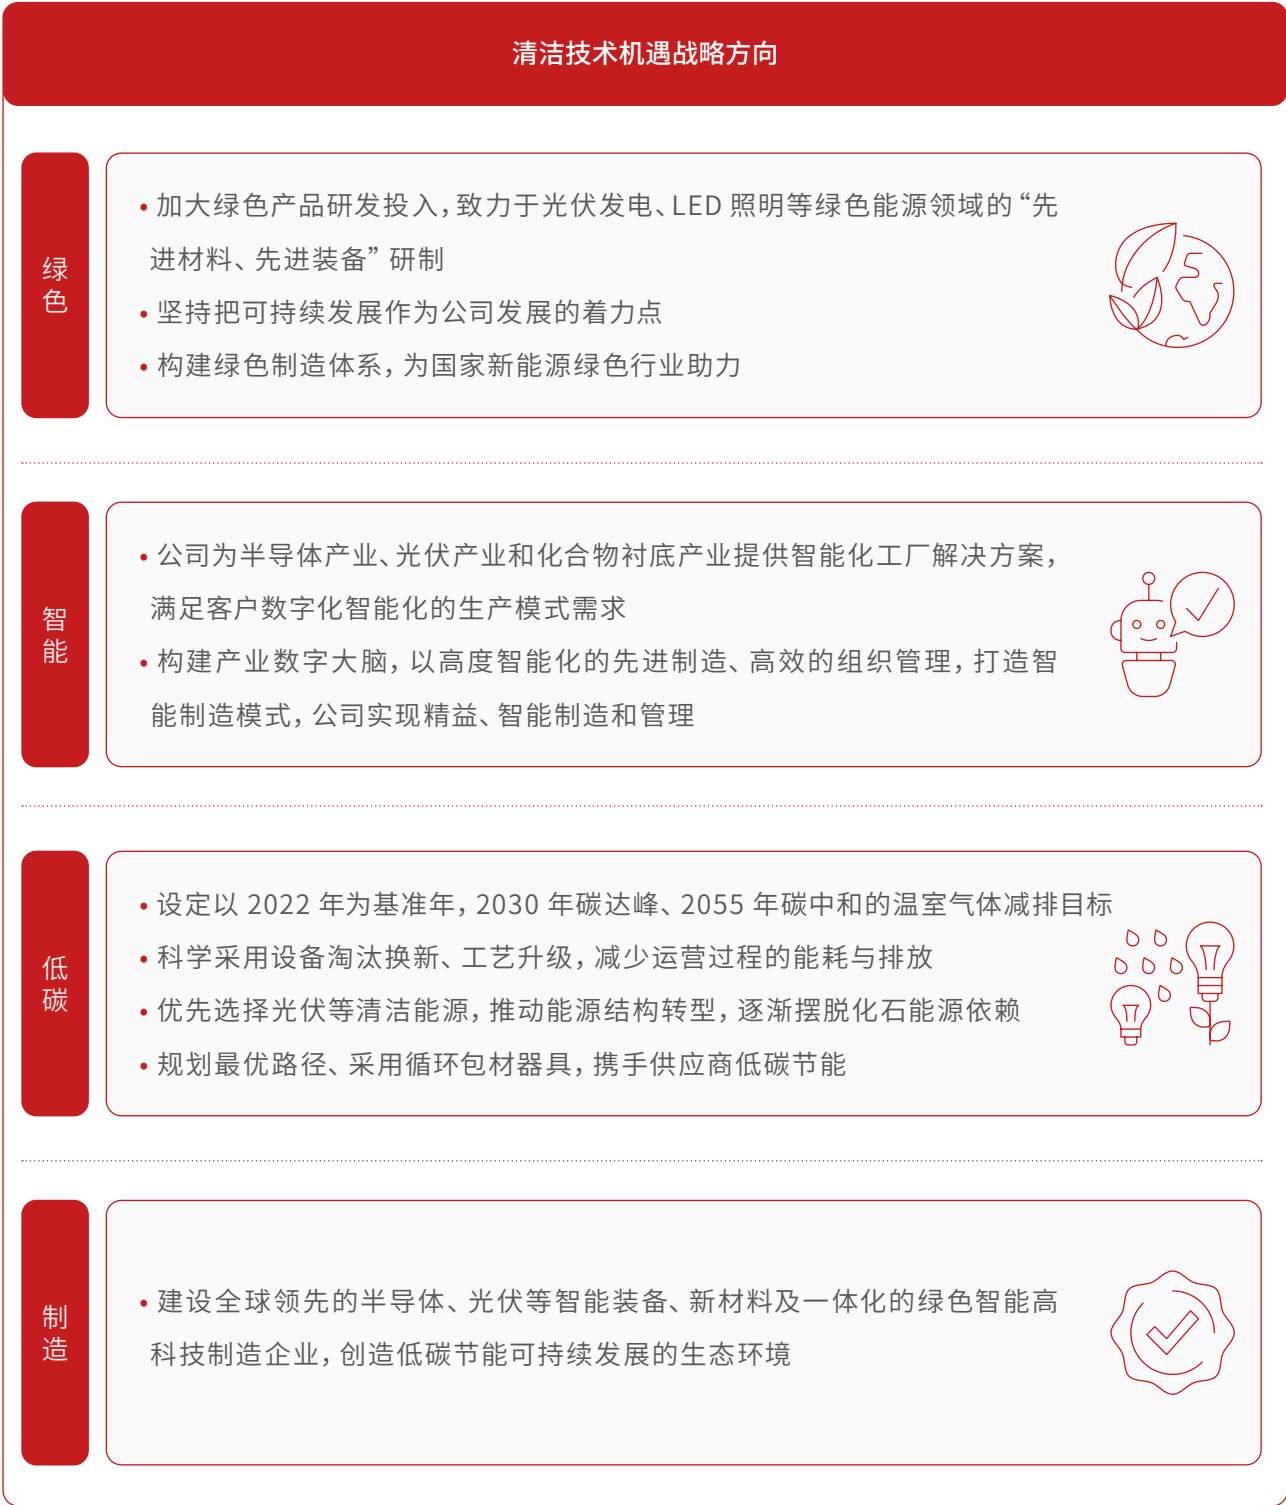 清洁技术机遇战略方向
绿色
• 加大绿色产品研发投入，致力于光伏发电、LED 照明等绿色能源领域的“先
进材料、先进装备”研制
• 坚持把可持续发展作为公司发展的着力点
• 构建绿色制造体系，为国家新能源绿色行业助力
智能
• 公司为半导体产业、光伏产业和化合物衬底产业提供智能化工厂解决方案，
满足客户数字化智能化的生产模式需求
• 构建产业数字大脑，以高度智能化的先进制造、高效的组织管理，打造智
能制造模式，公司实现精益、智能制造和管理
低碳
• 设定以 2022 年为基准年，2030 年碳达峰、2055 年碳中和的温室气体减排目标
• 科学采用设备淘汰换新、工艺升级，减少运营过程的能耗与排放
• 优先选择光伏等清洁能源，推动能源结构转型，逐渐摆脱化石能源依赖
• 规划最优路径、采用循环包材器具，携手供应商低碳节能
制造
• 建设全球领先的半导体、光伏等智能装备、新材料及一体化的绿色智能高
科技制造企业，创造低碳节能可持续发展的生态环境